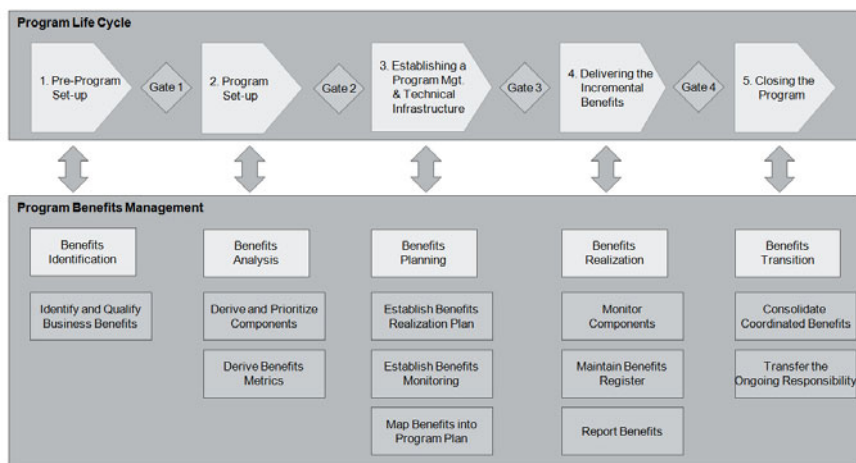 Program Life Cycle
1. Pre-Program
Set-up
Gate 1
2. Program
Set-up
Gate 2
3. Establishing a
Program Mgt.
& Technical
Infrastructure
Gate 3
4. Delivering the
Incremental
Benefits
Gate 4
5. Closing the
Program
Program Benefits Management
Benefits
Identification
Identify and Qualify
Business Benefits
Benefits
Analysis
Derive and Prioritize
Components
Derive Benefits
Metrics
Benefits
Planning
Establish Benefits
Realization Plan
Establish Benefits
Monitoring
Map Benefits into
Program Plan
Benefits
Realization
Monitor
Components
Maintain Benefits
Register
Report Benefits
Benefits
Transition
Consolidate
Coordinated Benefits
Transfer the
Ongoing Responsibility